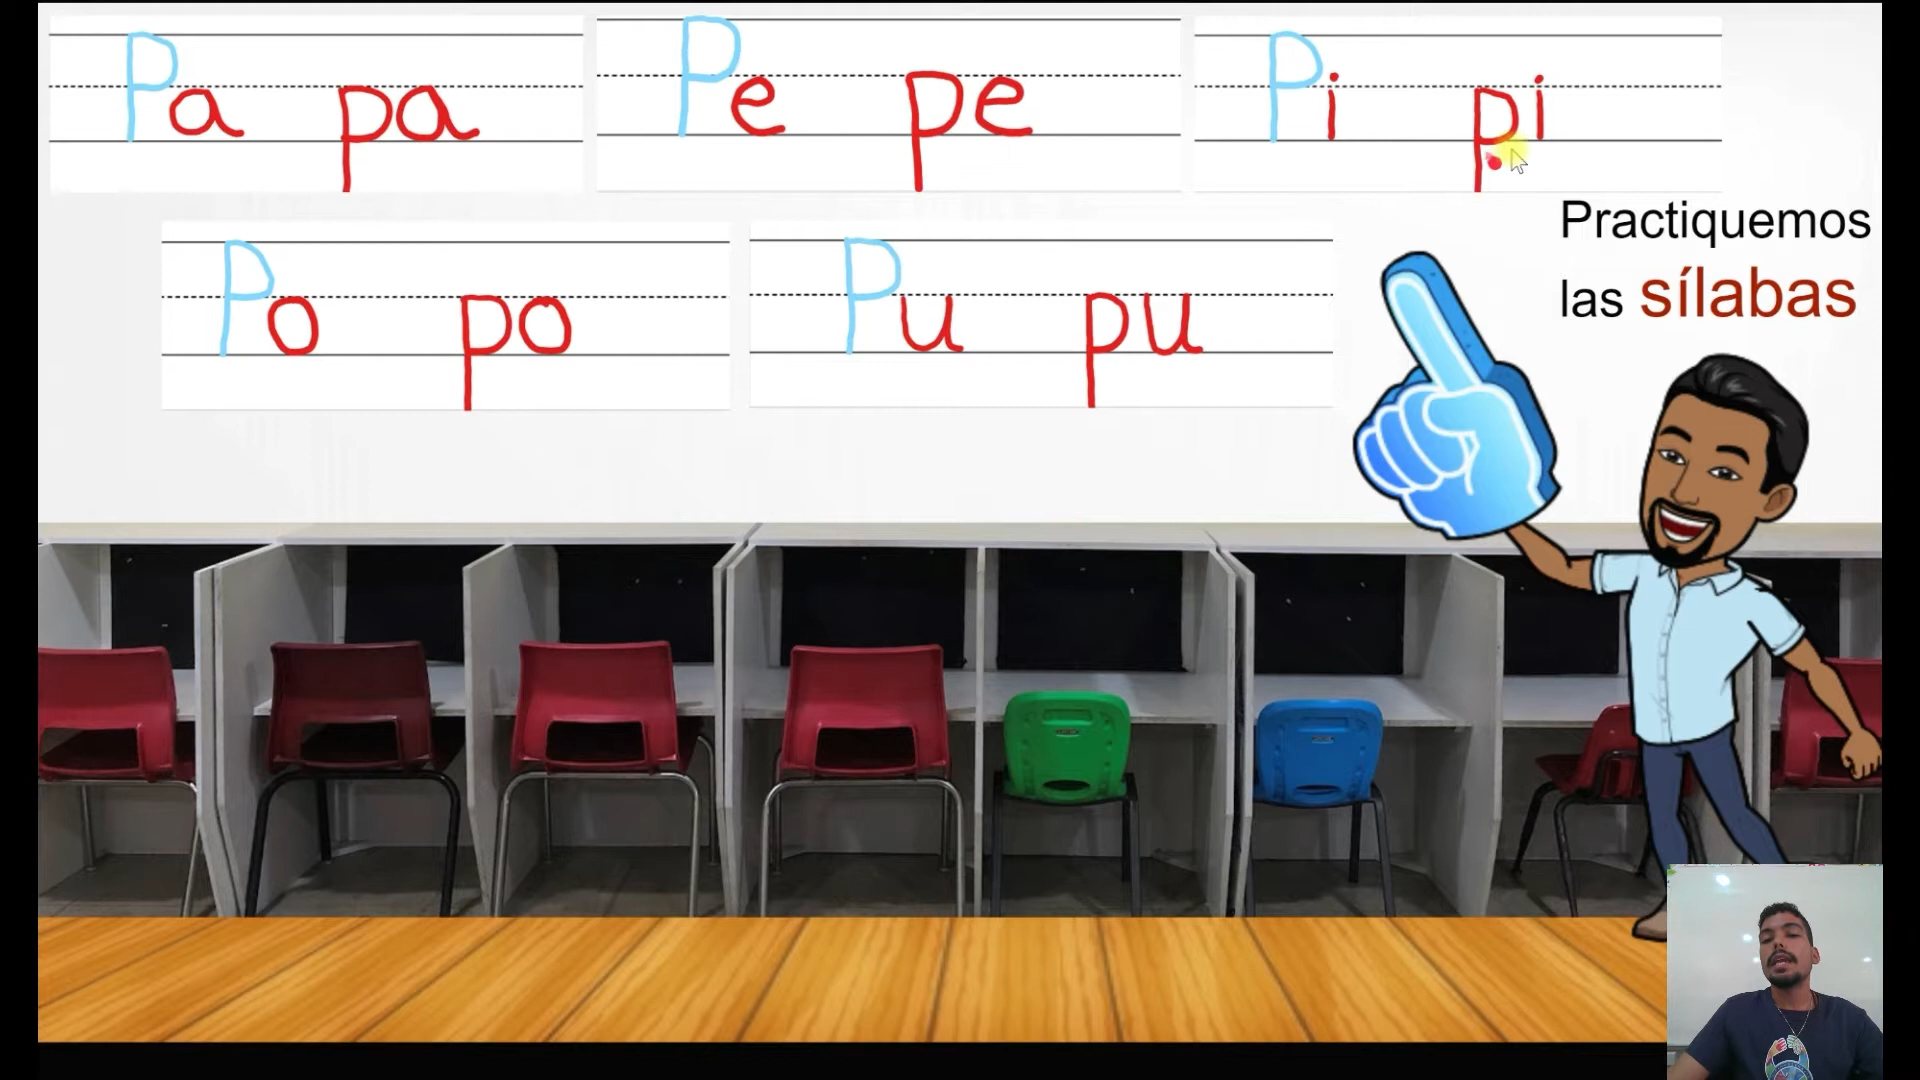 Pa pa
Pe pe
Pi pi
Practiquemos
las sílabas
Po po
Pu pu